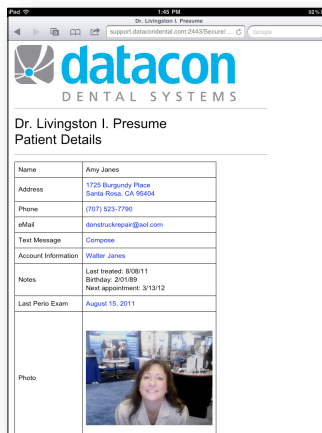 iPad
1:45 PM
92%
Dr. Livingston I. Presume
support.datacondental.com:2443/Secure/...
Google
datacon
DENTAL SYSTEMS
Dr. Livingston I. Presume
Patient Details
Name
Amy Janes
Address
1725 Burgundy Place
Santa Rosa, CA 95404
Phone
(707) 523-7790
eMail
donstruckrepair@aol.com
Text Message
Compose
Account Information
Walter Janes
Notes
Last treated: 8/08/11
Birthday: 2/01/89
Next appointment: 3/13/12
Last Perio Exam
August 15, 2011
Photo